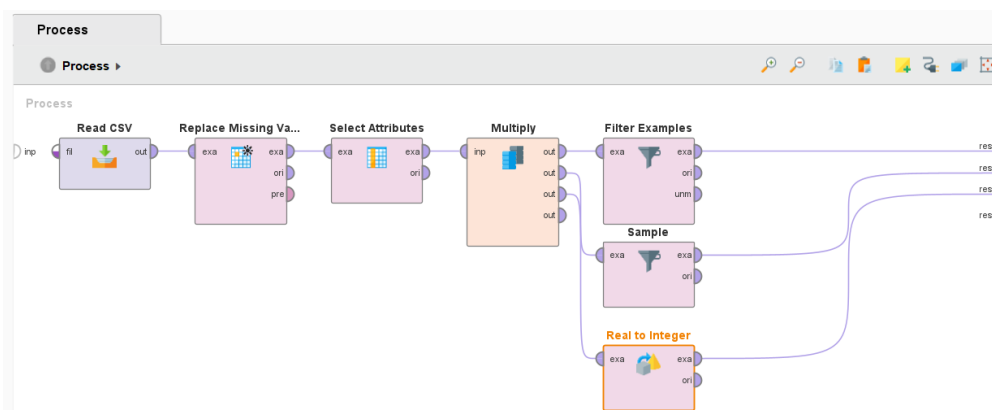 Process
Process
Process
Read CSV
Replace Missing Va...
Select Attributes
Multiply
Filter Examples
inp
fil
out
exa
exa
ori
pre
exa
exa
ori
inp
out
out
out
out
exa
exa
ori
unm
res
res
res
res
Sample
exa
exa
ori
Real to Integer
exa
exa
ori